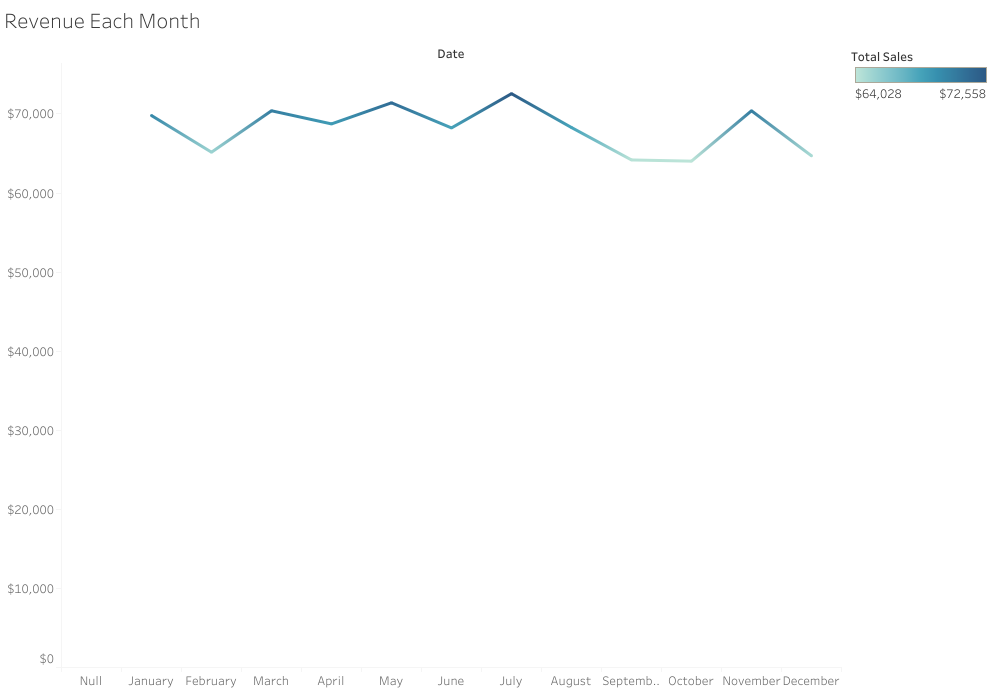 Revenue Each Month
Date
Total Sales
$64,028 $72,558
$70,000
$60,000
$50,000
$40,000
$30,000
$20,000
$10,000
$0
Null January February March April May June July August Septemb.. October November December